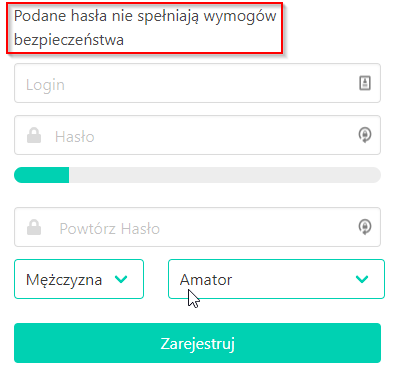 Podane hasła nie spełniają wymogów
bezpieczeństwa
Login
Hasło
Powtórz Hasło
Mężczyzna
Amator
Zarejestruj